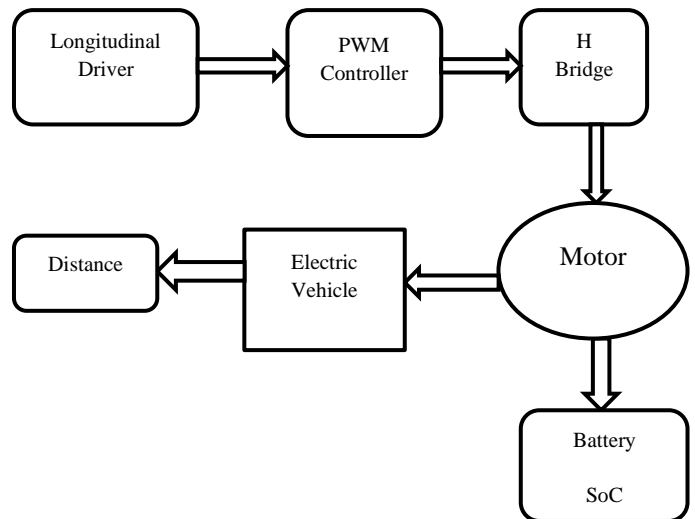 Longitudinal
Driver
PWM
Controller
H
Bridge
Distance
Electric
Vehicle
Motor
Battery
SoC